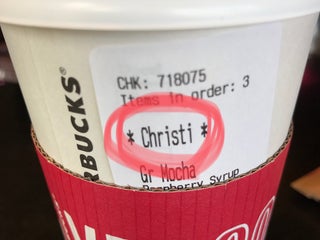 RBUCKS®
CHK: 718075
Items in order: 3
* Christi *
Gr Mocha
Raspberry Syrup